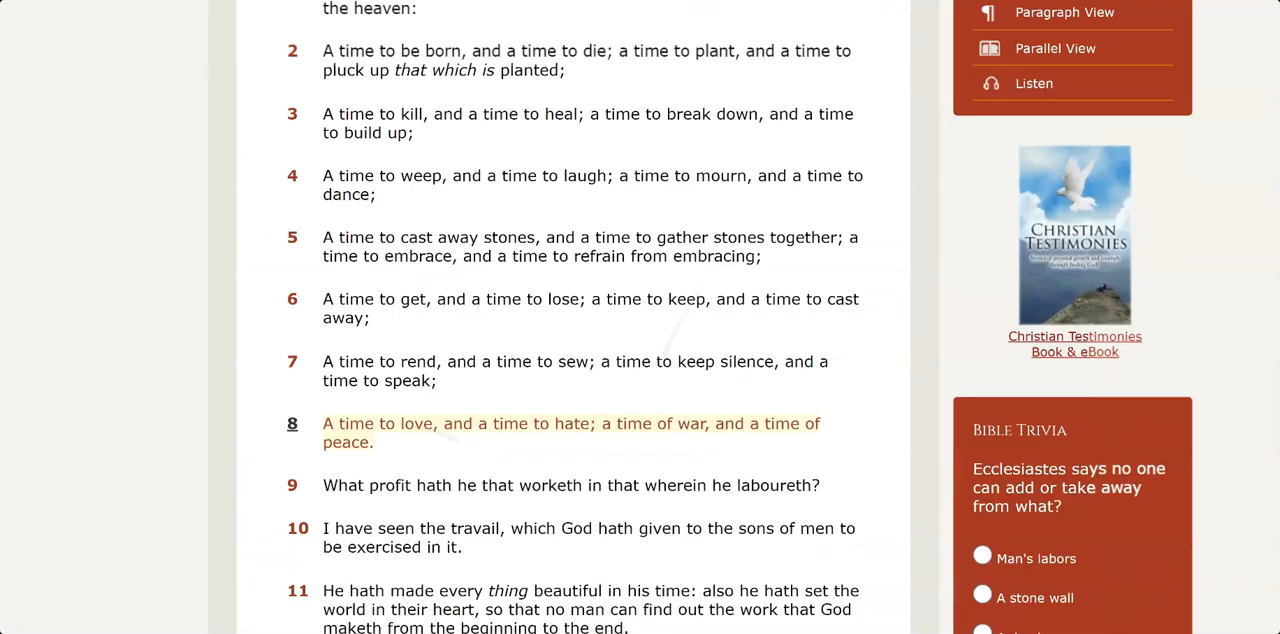 the heaven:
2 A time to be born, and a time to die; a time to plant, and a time to
pluck up that which is planted;
3 A time to kill, and a time to heal; a time to break down, and a time
to build up;
4 A time to weep, and a time to laugh; a time to mourn, and a time to
dance;
5 A time to cast away stones, and a time to gather stones together; a
time to embrace, and a time to refrain from embracing;
6 A time to get, and a time to lose; a time to keep, and a time to cast
away;
7 A time to rend, and a time to sew; a time to keep silence, and a
time to speak;
8 A time to love, and a time to hate; a time of war, and a time of
peace.
9 What profit hath he that worketh in that wherein he laboureth?
10 I have seen the travail, which God hath given to the sons of men to
be exercised in it.
11 He hath made every thing beautiful in his time: also he hath set the
world in their heart, so that no man can find out the work that God
maketh from the beginning to the end.
Paragraph View
Parallel View
Listen
CHRISTIAN
TESTIMONIES
Christian Testimonies
Book & eBook
BIBLE TRIVIA
Ecclesiastes says no one
can add or take away
from what?
Man's labors
A stone wall